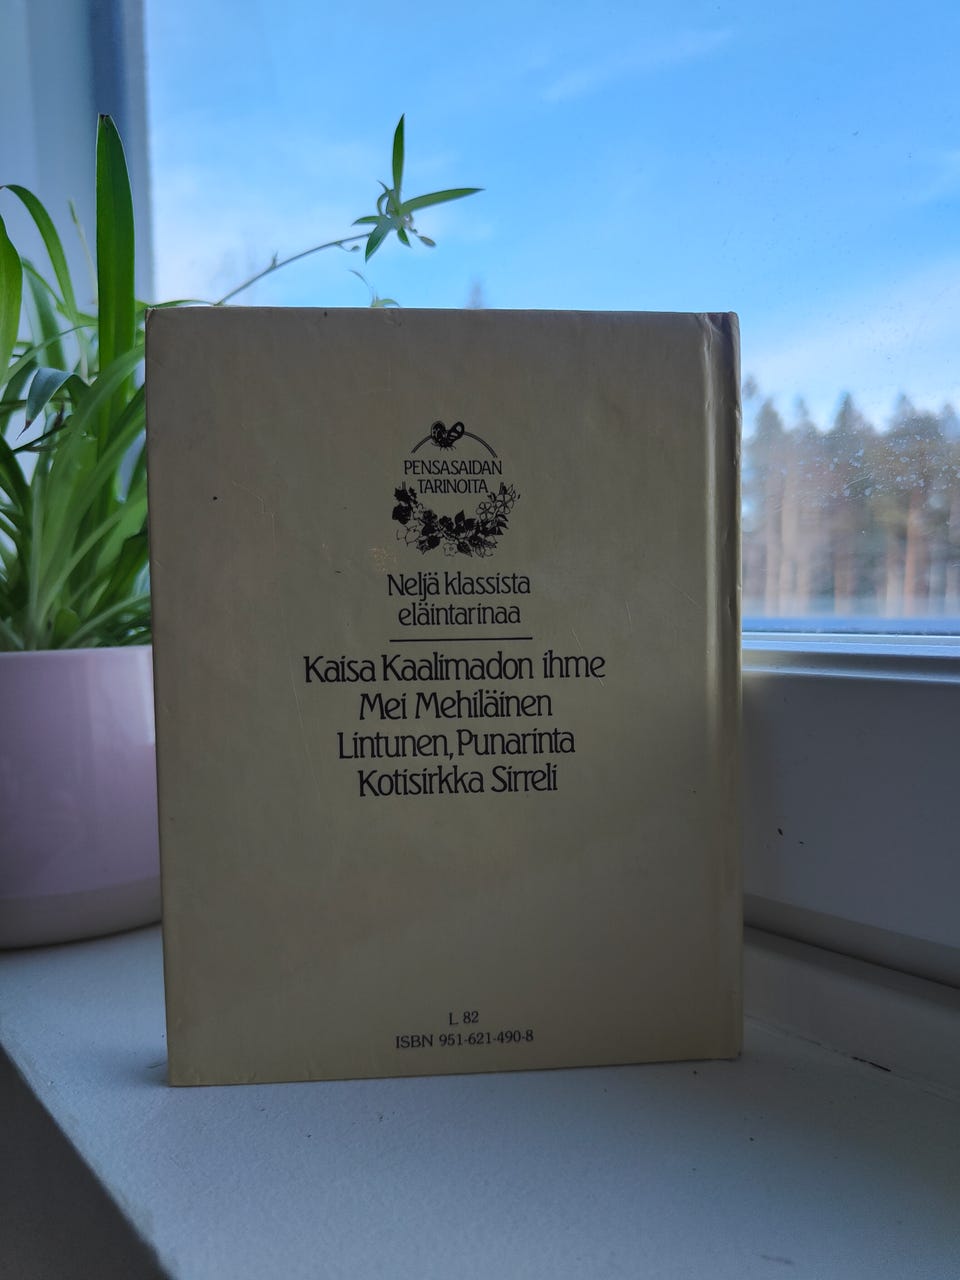 PENSASAIDAN
TARINOITA
Neljä klassista
eläintarinaa
Kaisa Kaalimadon ihme
Mei Mehiläinen
Lintunen, Punarinta
Kotisirkka Sirreli
L 82
ISBN 951-621-490-8